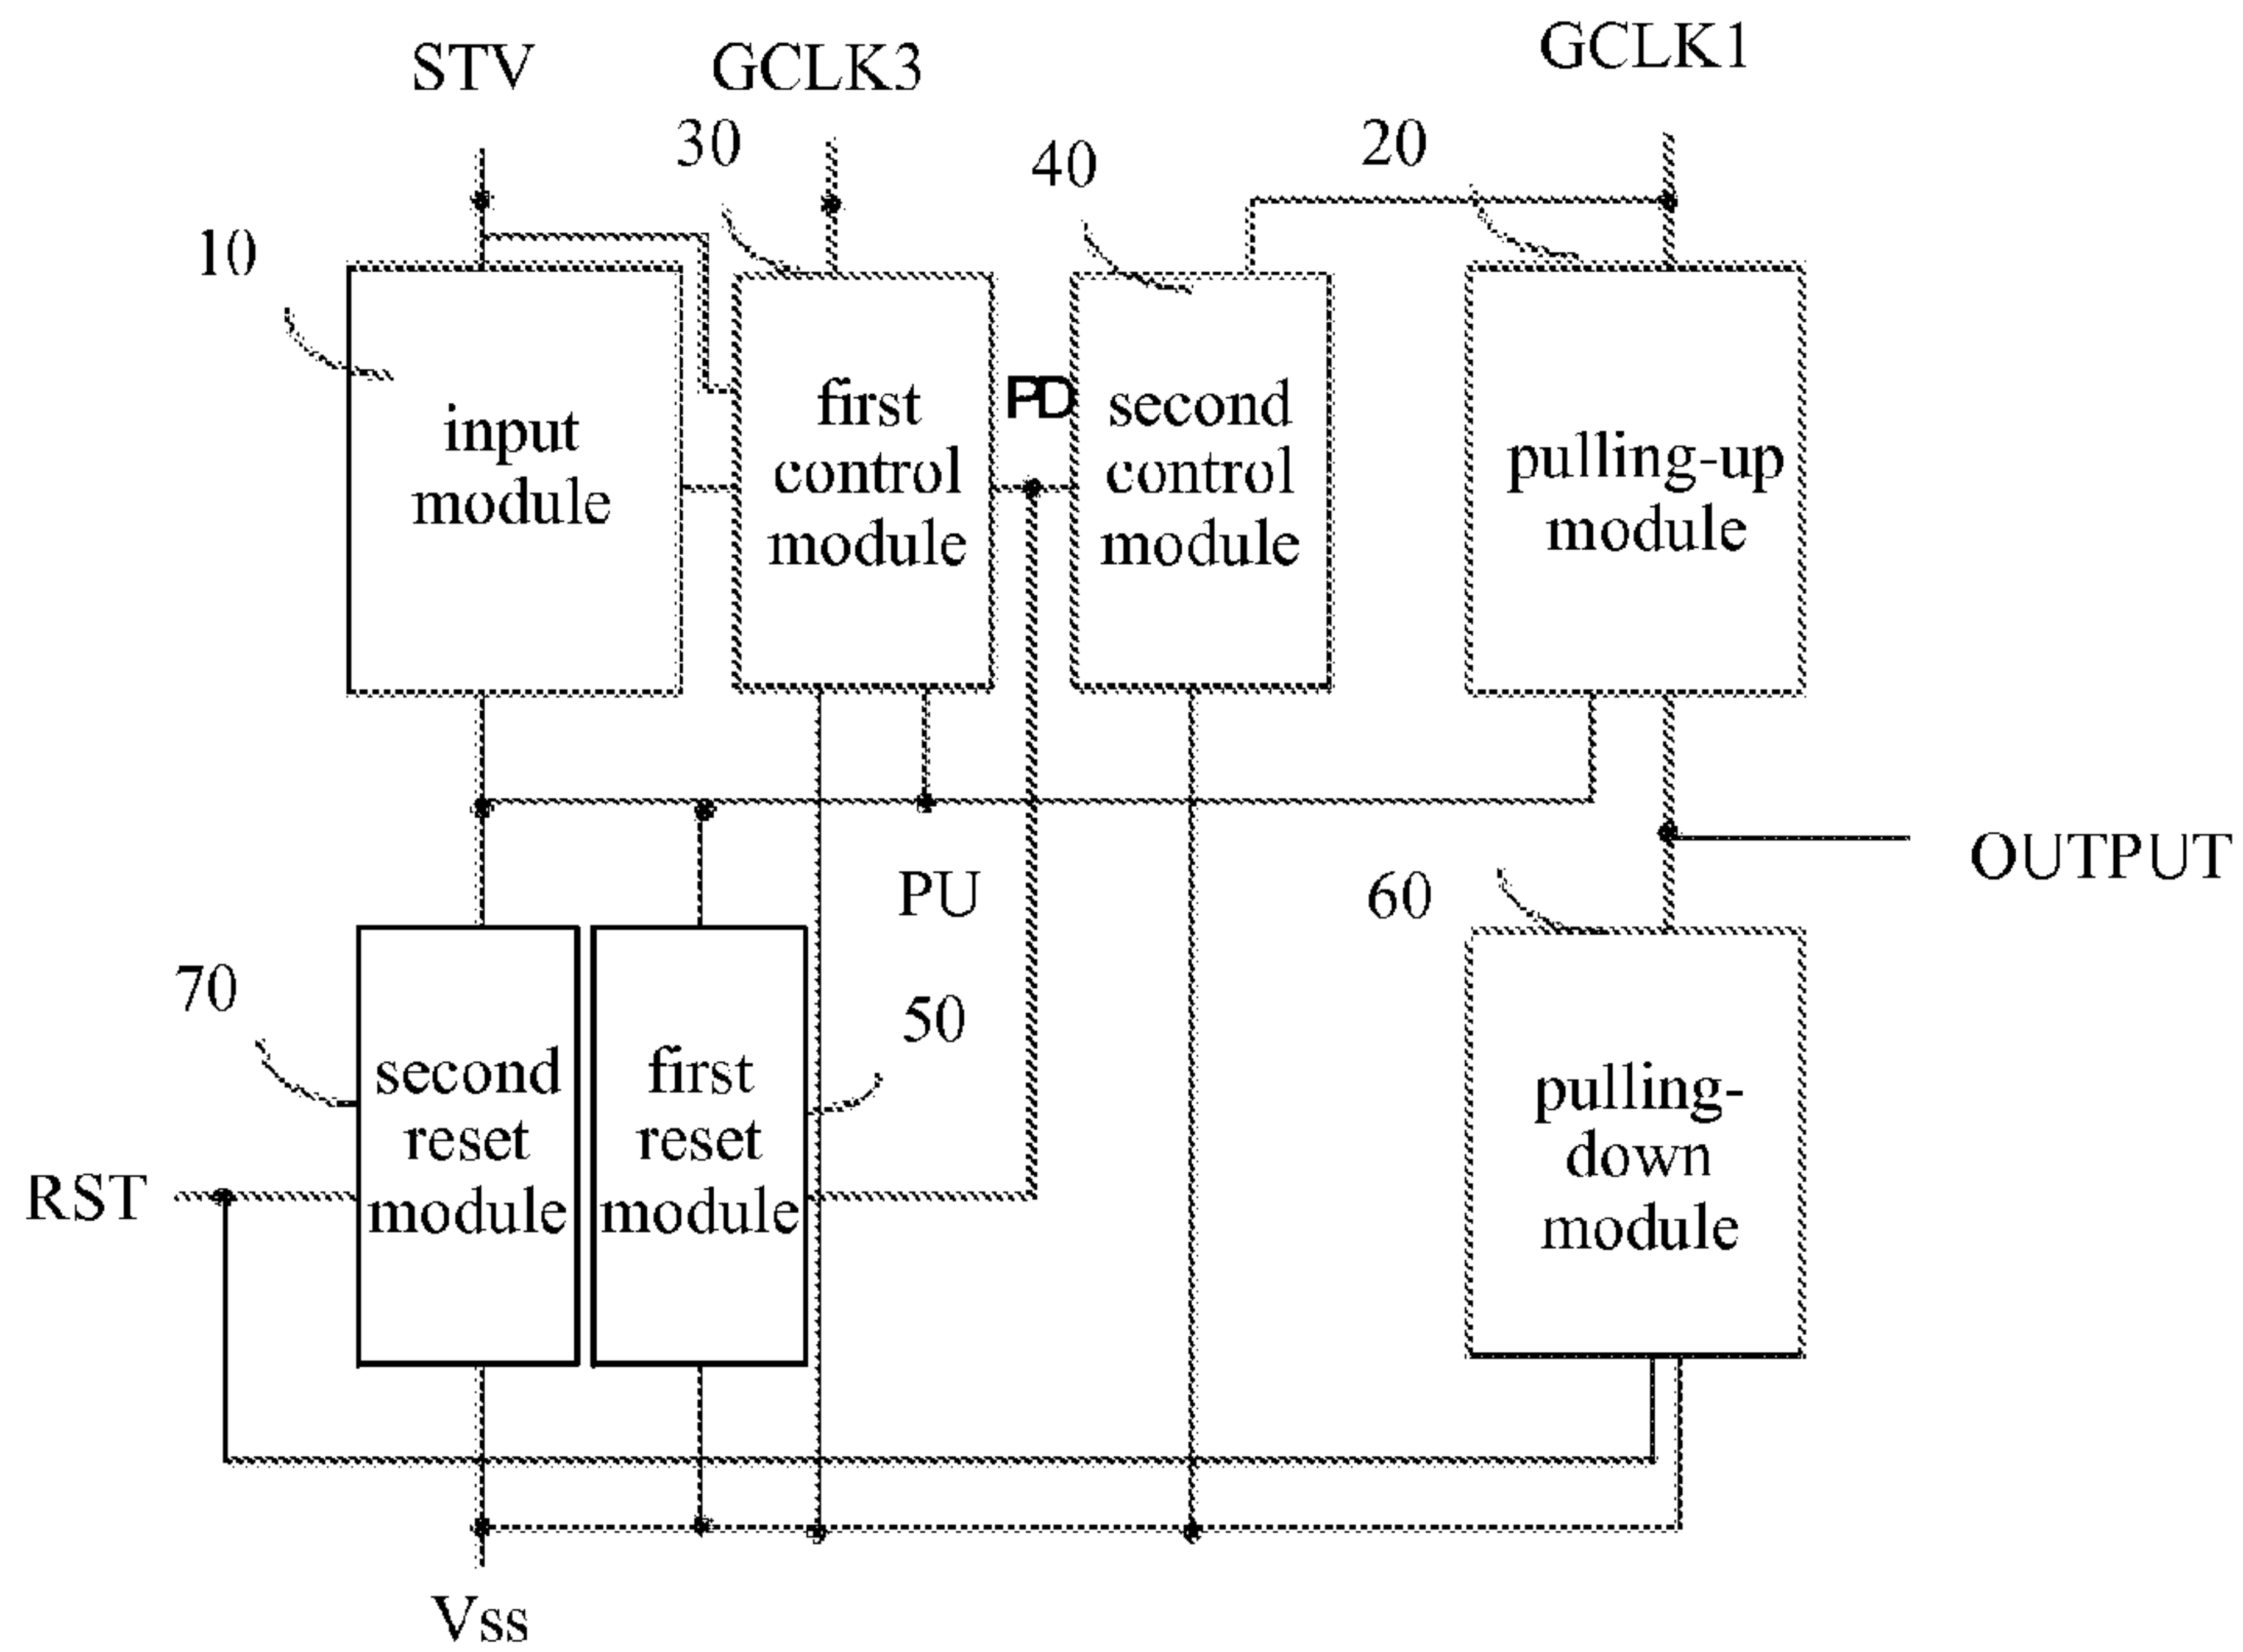 STV
GCLK3
GCLK1
30
40
20
10
input
module
first
control
module
PD
second
control
module
pulling-up
module
PU
OUTPUT
60
70
50
second
reset
module
first
reset
module
pulling-
down
module
RST
Vss